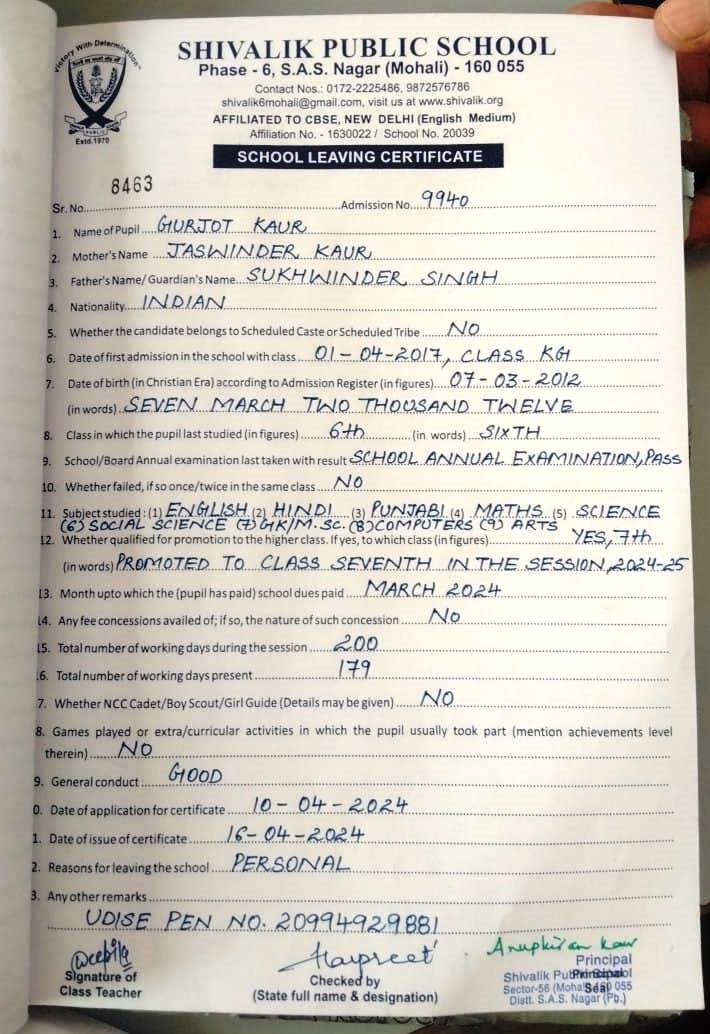 Victory With Determination
PUBLIC
Estd.1970
SHIVALIK PUBLIC SCHOOL
Phase - 6, S.A.S. Nagar (Mohali) - 160 055
Contact Nos.: 0172-2225486, 9872576786
shivalik6mohali@gmail.com, visit us at www.shivalik.org
AFFILIATED TO CBSE, NEW DELHI (English Medium)
Affiliation No. - 1630022 / School No. 20039
SCHOOL LEAVING CERTIFICATE
Sr. No. 8463 Admission No. 9940
1. Name of Pupil GURJOT KAUR
2. Mother's Name JASWINDER KAUR
3. Father's Name/ Guardian's Name SUKHWINDER SINGH
4. Nationality INDIAN
5. Whether the candidate belongs to Scheduled Caste or Scheduled Tribe NO
6. Date of first admission in the school with class 01-04-2017, CLASS KG
7. Date of birth (in Christian Era) according to Admission Register (in figures) 07-03-2012
(in words) SEVEN MARCH TWO THOUSAND TWELVE
8. Class in which the pupil last studied (in figures) 6th (in words) SIXTH
9. School/Board Annual examination last taken with result SCHOOL ANNUAL EXAMINATION, PASS
10. Whether failed, if so once/twice in the same class NO
11. Subject studied : (1) ENGLISH (2) HINDI (3) PUNJABI (4) MATHS (5) SCIENCE
(6) SOCIAL SCIENCE (7) GK/M.SC. (8) COMPUTERS (9) ARTS
12. Whether qualified for promotion to the higher class. If yes, to which class (in figures) YES, 7th
(in words) PROMOTED TO CLASS SEVENTH IN THE SESSION, 2024-25
13. Month upto which the (pupil has paid) school dues paid MARCH 2024
14. Any fee concessions availed of; if so, the nature of such concession NO
15. Total number of working days during the session 200
6. Total number of working days present 179
7. Whether NCC Cadet/Boy Scout/Girl Guide (Details may be given) NO
8. Games played or extra/curricular activities in which the pupil usually took part (mention achievements level
therein) NO
9. General conduct GOOD
0. Date of application for certificate 10-04-2024
1. Date of issue of certificate 16-04-2024
2. Reasons for leaving the school PERSONAL
3. Any other remarks
UDISE PEN NO. 20994929881
Harpreet Anupkiran Kaur
Signature of
Class Teacher
Checked by
(State full name & designation)
Principal
Shivalik Public School
Principal
Sector-56 (Mohali) 160 055
Seal
Distt. S.A.S. Nagar (Pb.)